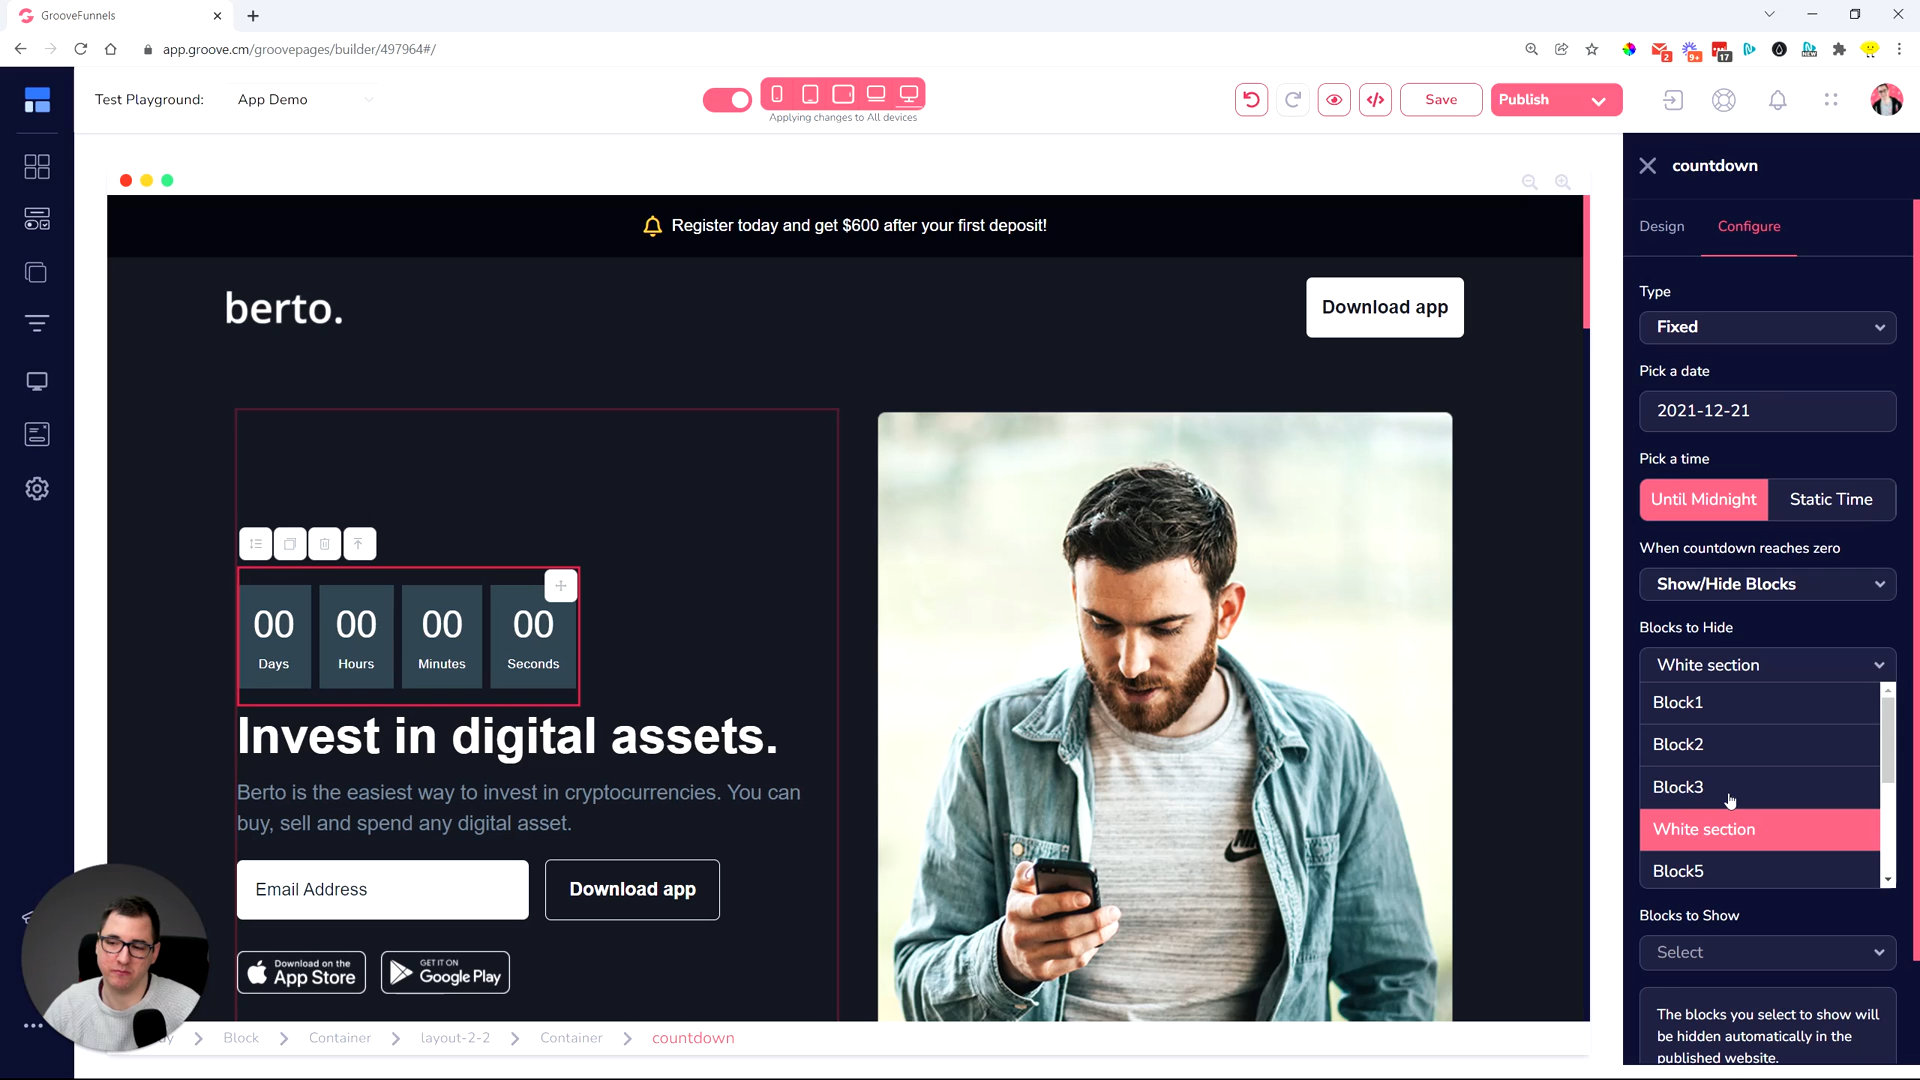 GrooveFunnels
app.groove.cm/groovepages/builder/497964#/
2
9+
17
NEW
Test Playground:
App Demo
Applying changes to All devices
Save
Publish
countdown
Design
Configure
Register today and get $600 after your first deposit!
berto.
Download app
Type
Fixed
Pick a date
2021-12-21
Pick a time
Until Midnight
Static Time
When countdown reaches zero
Show/Hide Blocks
Blocks to Hide
White section
Block1
Block2
Block3
White section
Block5
Blocks to Show
Select
The blocks you select to show will
be hidden automatically in the
published website.
00 00 00 00
Days Hours Minutes Seconds
Invest in digital assets.
Berto is the easiest way to invest in cryptocurrencies. You can
buy, sell and spend any digital asset.
Email Address
Download app
Download on the
App Store
GET IT ON
Google Play
Block
Container
layout-2-2
Container
countdown